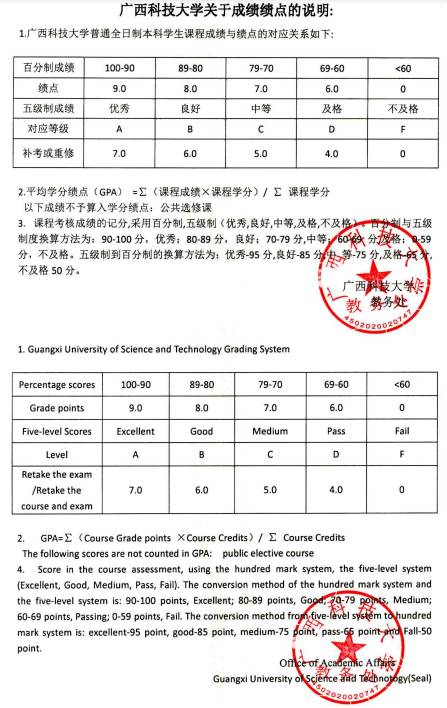 广西科技大学关于成绩绩点的说明:
1.广西科技大学普通全日制本科学生课程成绩与绩点的对应关系如下:
百分制成绩 100-90 89-80 79-70 69-60 <60
绩点 9.0 8.0 7.0 6.0 0
五级制成绩 优秀 良好 中等 及格 不及格
对应等级 A B C D F
补考或重修 7.0 6.0 5.0 4.0 0
2.平均学分绩点（GPA） =Σ（课程成绩×课程学分）/ Σ 课程学分
以下成绩不予算入学分绩点：公共选修课
3. 课程考核成绩的记分,采用百分制,五级制（优秀,良好,中等,及格,不及格）, 百分制与五级
制度换算方法为：90-100 分, 优秀；80-89 分, 良好；70-79 分,中等；60-69 分,及格；0-59
分, 不及格。五级制到百分制的换算方法为：优秀-95 分,良好-85 分,中等-75 分,及格-65 分,
不及格 50 分。
广西科技大学
教务处
广西科技大学
教务处
4502020020747
1. Guangxi University of Science and Technology Grading System
Percentage scores 100-90 89-80 79-70 69-60 <60
Grade points 9.0 8.0 7.0 6.0 0
Five-level Scores Excellent Good Medium Pass Fail
Level A B C D F
Retake the exam
/Retake the
course and exam
7.0 6.0 5.0 4.0 0
2. GPA=Σ（Course Grade points ×Course Credits）/ Σ Course Credits
The following scores are not counted in GPA: public elective course
4. Score in the course assessment, using the hundred mark system, the five-level system
(Excellent, Good, Medium, Pass, Fail). The conversion method of the hundred mark system and
the five-level system is: 90-100 points, Excellent; 80-89 points, Good; 70-79 points, Medium;
60-69 points, Passing; 0-59 points, Fail. The conversion method from five-level system to hundred
mark system is: excellent-95 point, good-85 point, medium-75 point, pass-65 point and Fall-50
point.
Office of Academic Affairs
Guangxi University of Science and Technotogy(Seal)
广西科技大学
教务处
4502020020747